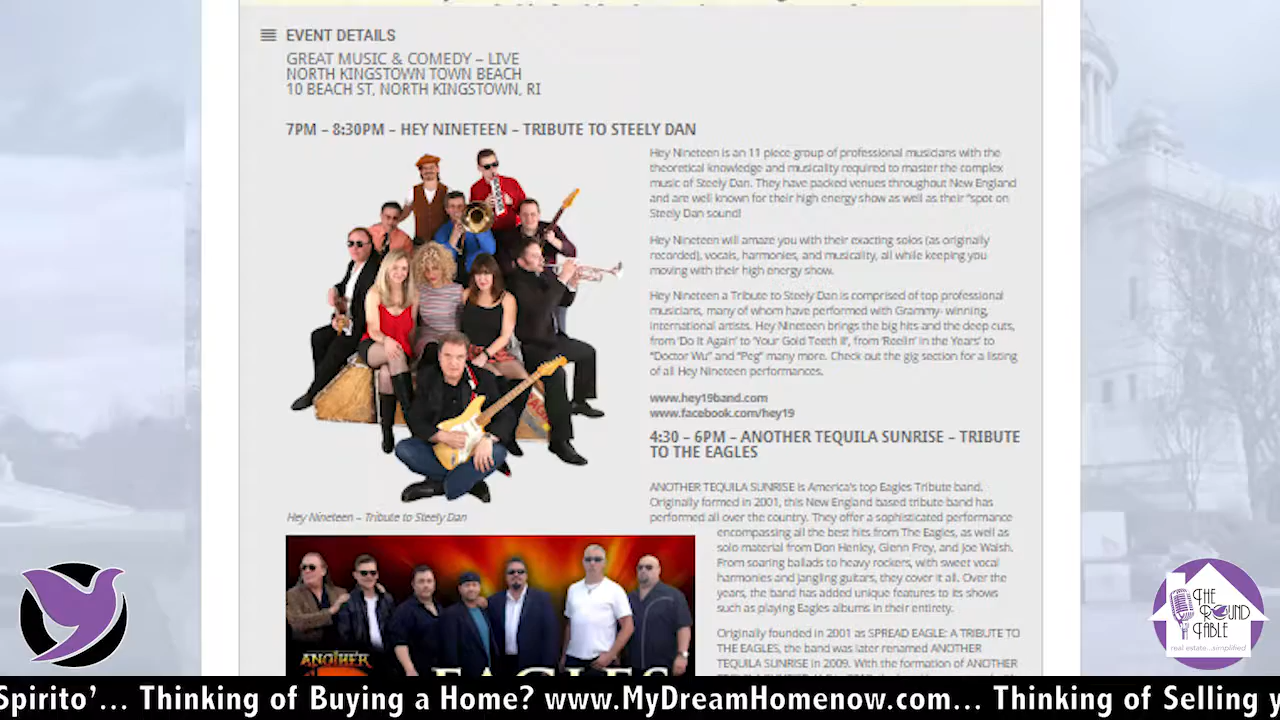 EVENT DETAILS
GREAT MUSIC & COMEDY – LIVE
NORTH KINGSTOWN TOWN BEACH
10 BEACH ST, NORTH KINGSTOWN, RI
7PM – 8:30PM – HEY NINETEEN – TRIBUTE TO STEELY DAN
Hey Nineteen is an 11 piece group of professional musicians with the
theoretical knowledge and musicality required to master the complex
music of Steely Dan. They have packed venues throughout New England
and are well known for their high energy show as well as their "spot on
Steely Dan sound!
Hey Nineteen will amaze you with their exacting solos (as originally
recorded), vocals, harmonies, and musicality, all while keeping you
moving with their high energy show.
Hey Nineteen a Tribute to Steely Dan is comprised of top professional
musicians, many of whom have performed with Grammy- winning,
international artists. Hey Nineteen brings the big hits and the deep cuts,
from 'Do It Again' to 'Your Gold Teeth II', from 'Reelin' in the Years' to
"Doctor Wu" and "Peg" many more. Check out the gig section for a listing
of all Hey Nineteen performances.
www.hey19band.com
www.facebook.com/hey19
4:30 – 6PM – ANOTHER TEQUILA SUNRISE – TRIBUTE
TO THE EAGLES
ANOTHER TEQUILA SUNRISE is America's top Eagles Tribute band.
Originally formed in 2001, this New England based tribute band has
performed all over the country. They offer a sophisticated performance
encompassing all the best hits from The Eagles, as well as
solo material from Don Henley, Glenn Frey, and Joe Walsh.
From soaring ballads to heavy rockers, with sweet vocal
harmonies and jangling guitars, they cover it all. Over the
years, the band has added unique features to its shows
such as playing Eagles albums in their entirety.
Originally founded in 2001 as SPREAD EAGLE: A TRIBUTE TO
THE EAGLES, the band was later renamed ANOTHER
TEQUILA SUNRISE in 2009. With the formation of ANOTHER
Hey Nineteen – Tribute to Steely Dan
ANOTHER
EAGLES
THE
ROUND
TABLE
real estate...simplified
Spirito'... Thinking of Buying a Home? www.MyDreamHomenow.com... Thinking of Selling y